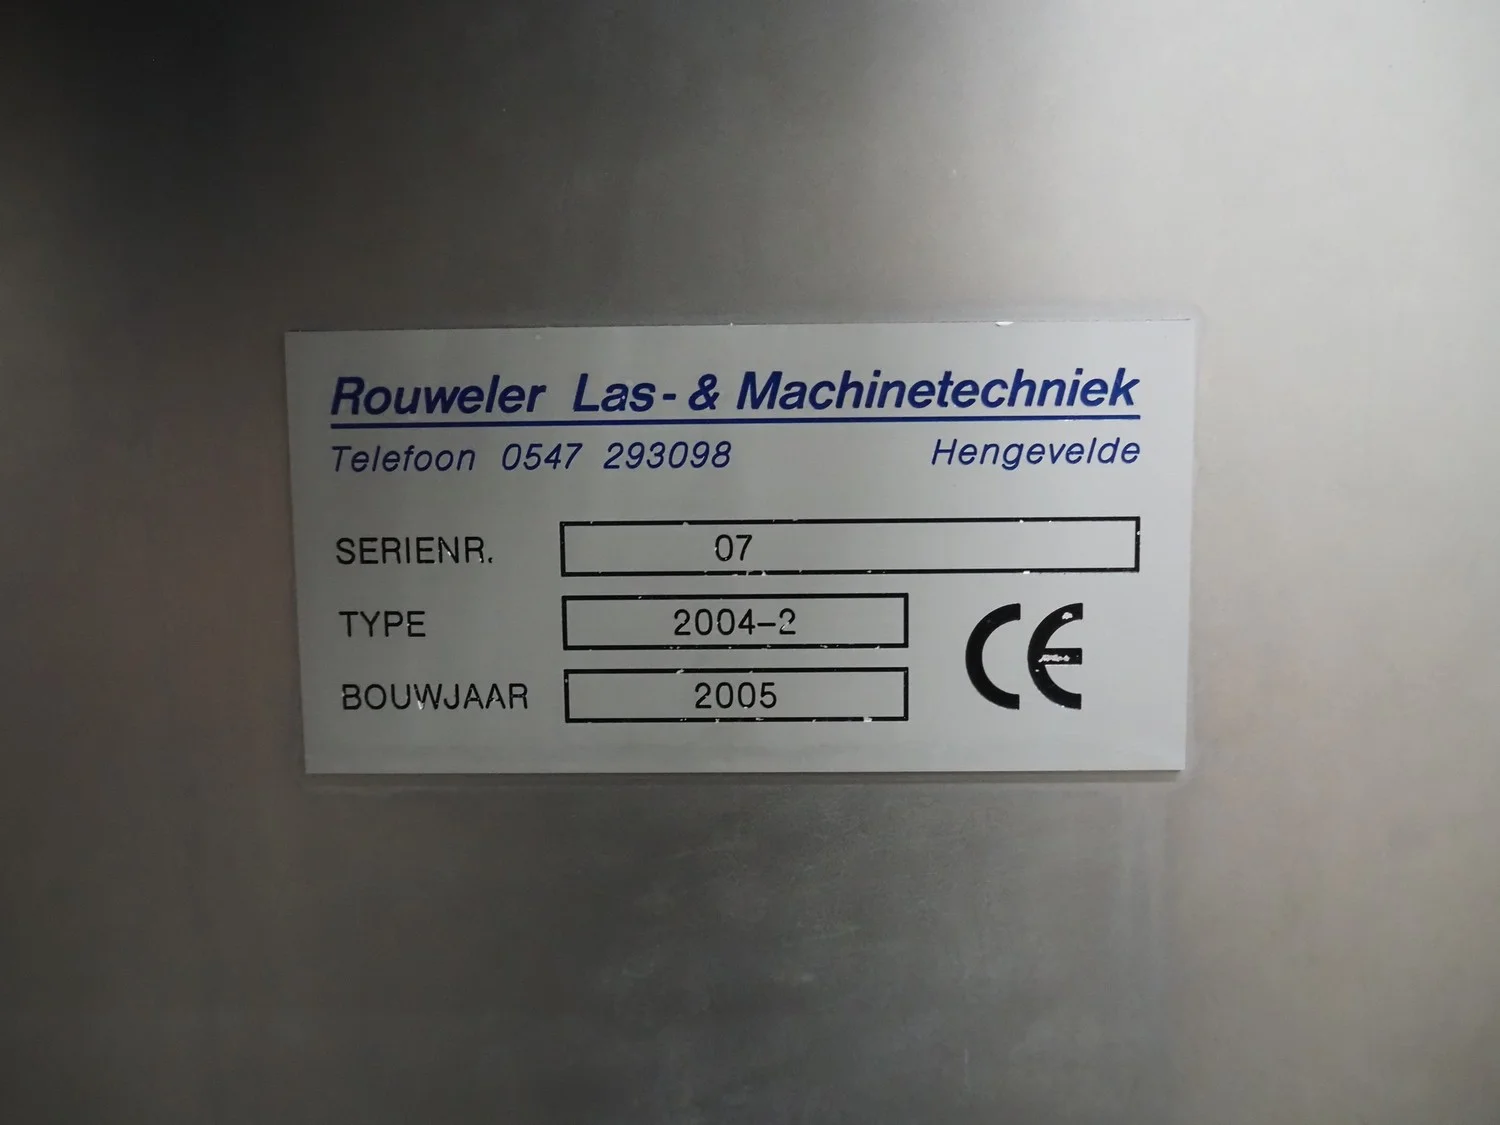 Rouweler Las- & Machinetechniek
Telefoon 0547 293098 Hengevelde
SERIENR. 07
TYPE 2004-2
BOUWJAAR 2005
CE